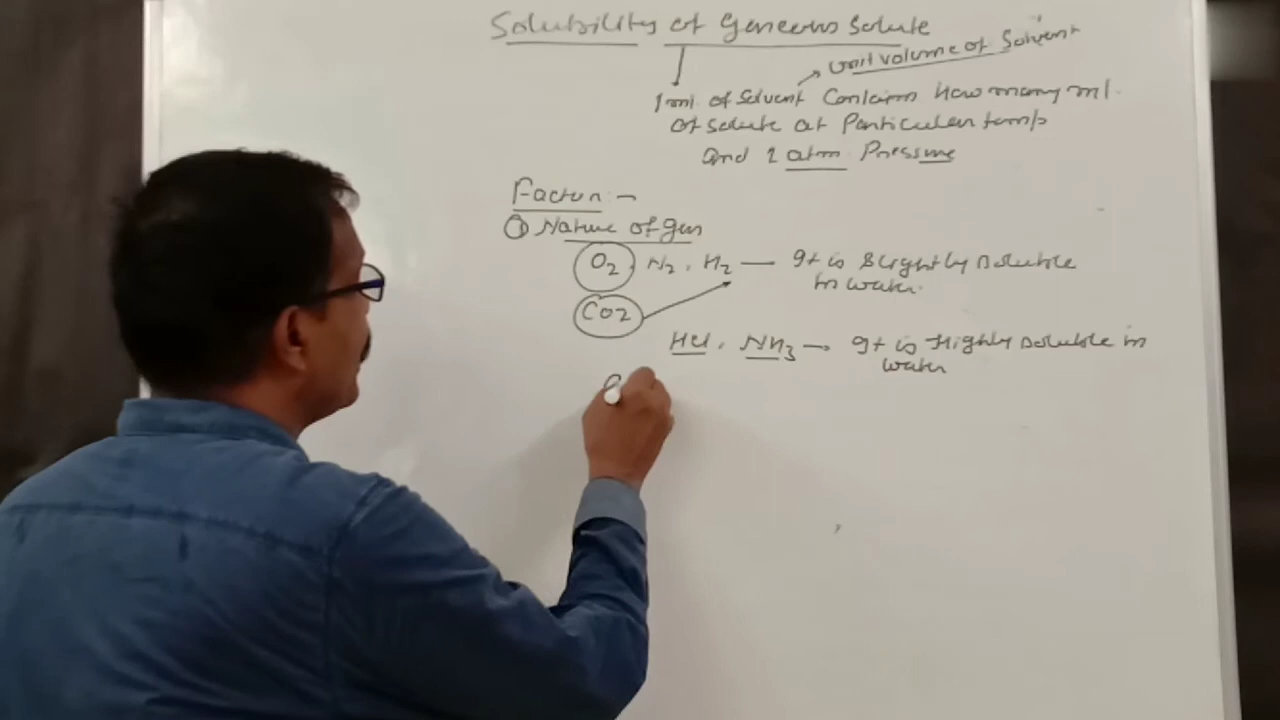 Solubility of Gaseous Solute
Unit volume of Solvent
1 ml. of solvent Contains How many ml.
of solute at Particular temp
and 1 atm Pressure
Factor :-
① Nature of gas
O2, N2, H2 — It is slightly soluble
in water.
CO2
HCl, NH3 → It is Highly soluble in
water